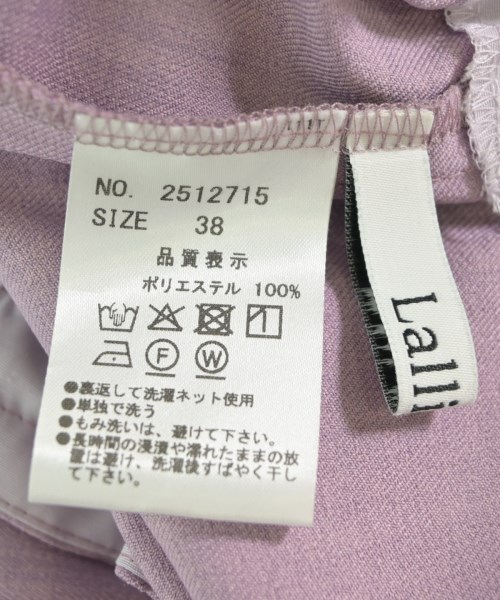 NO. 2512715
SIZE 38
品質表示
ポリエステル 100%
F W
●裏返して洗濯ネット使用
●単独で洗う
●もみ洗いは、避けて下さい。
●長時間の浸漬や濡れたままの放
置は避け、洗濯後すばやく干し
て下さい。
Lalli